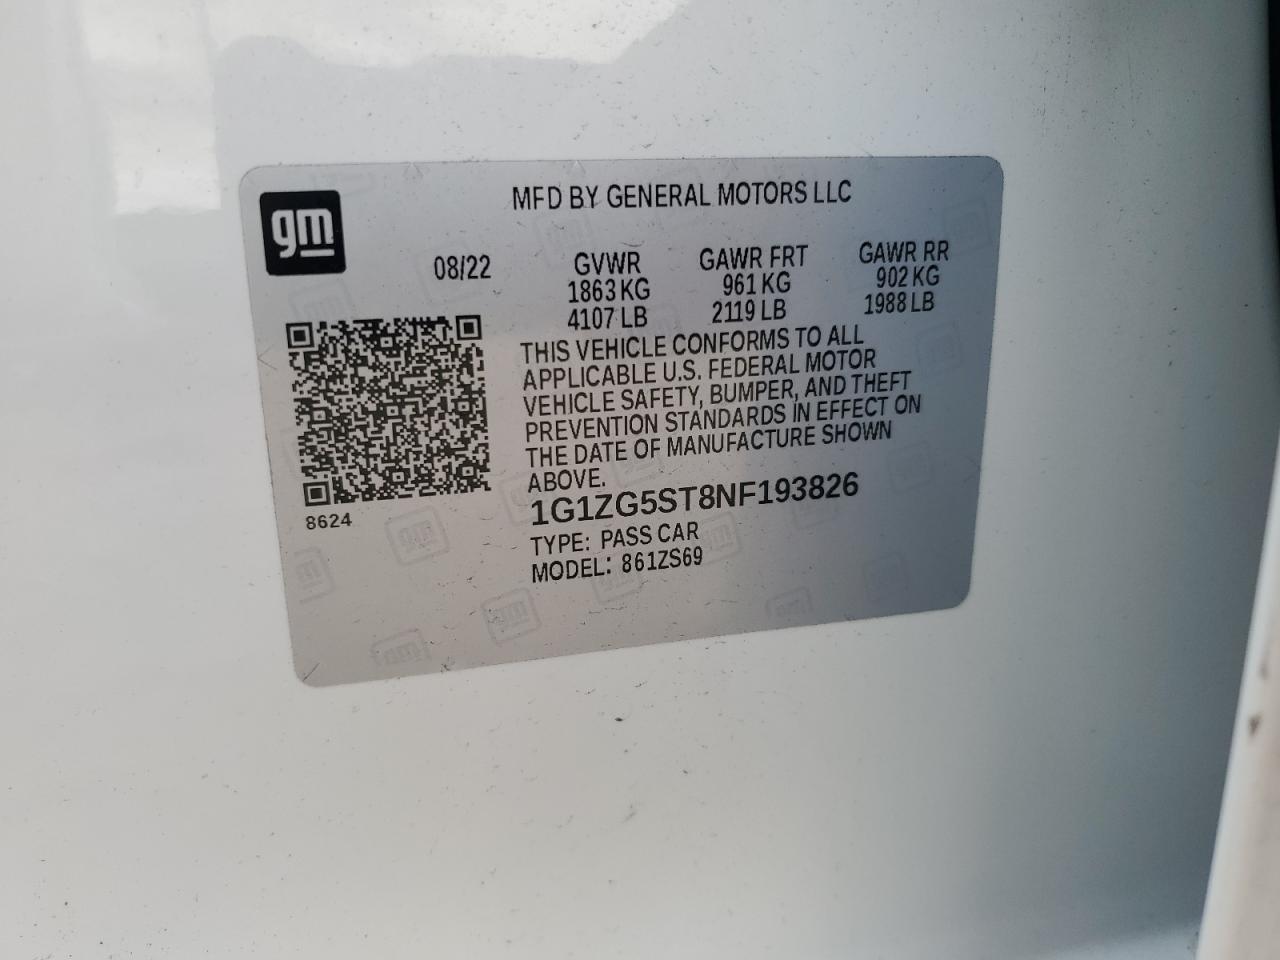 gm
MFD BY GENERAL MOTORS LLC
08/22
GVWR
1863 KG
4107 LB
GAWR FRT
961 KG
2119 LB
GAWR RR
902 KG
1988 LB
THIS VEHICLE CONFORMS TO ALL
APPLICABLE U.S. FEDERAL MOTOR
VEHICLE SAFETY, BUMPER, AND THEFT
PREVENTION STANDARDS IN EFFECT ON
THE DATE OF MANUFACTURE SHOWN
ABOVE.
8624
1G1ZG5ST8NF193826
TYPE: PASS CAR
MODEL: 861ZS69